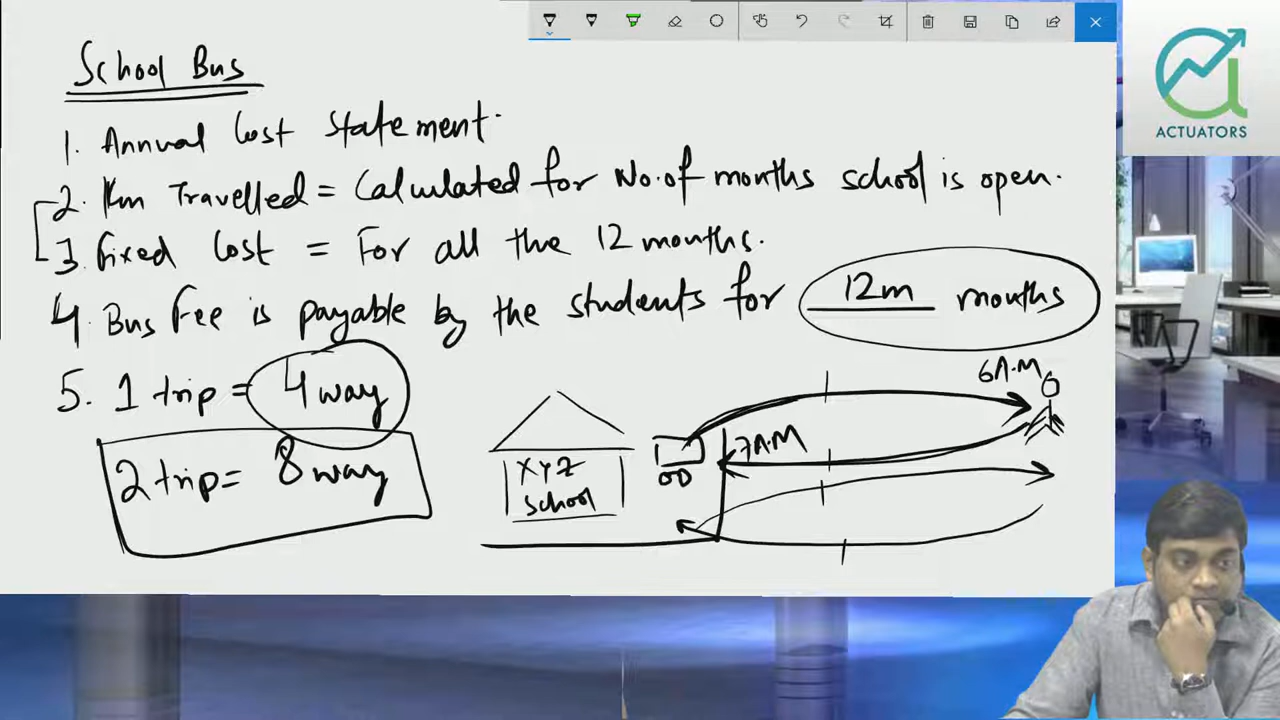 School Bus
1. Annual Cost Statement.
2. Km Travelled = Calculated for No. of months school is open.
3. Fixed Cost = For all the 12 months.
4. Bus Fee is payable by the students for 12m months
5. 1 trip = 4 way
2 trip = 8 way
XYZ
School
6A.M
7A.M
ACTUATORS